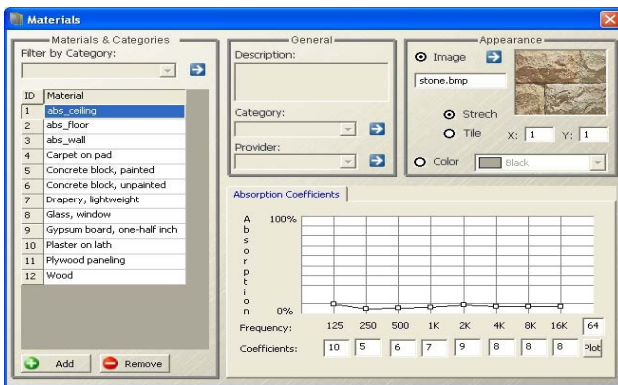 Materials
Materials & Categories
Filter by Category:
ID Material
1 abs_ceiling
2 abs_floor
3 abs_wall
4 Carpet on pad
5 Concrete block, painted
6 Concrete block, unpainted
7 Drapery, lightweight
8 Glass, window
9 Gypsum board, one-half inch
10 Plaster on lath
11 Plywood paneling
12 Wood
Add Remove
General
Description:
Category:
Provider:
Appearance
Image
stone.bmp
Strech
Tile X: 1 Y: 1
Color Black
Absorption Coefficients
Absorption
100%
0%
Frequency: 125 250 500 1K 2K 4K 8K 16K 64
Coefficients: 10 5 6 7 9 8 8 8 Plot